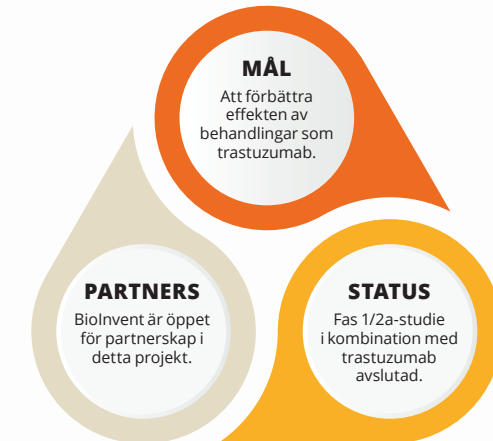 MÅL
Att förbättra
effekten av
behandlingar som
trastuzumab.
PARTNERS
BioInvent är öppet
för partnerskap i
detta projekt.
STATUS
Fas 1/2a-studie
i kombination med
trastuzumab
avslutad.